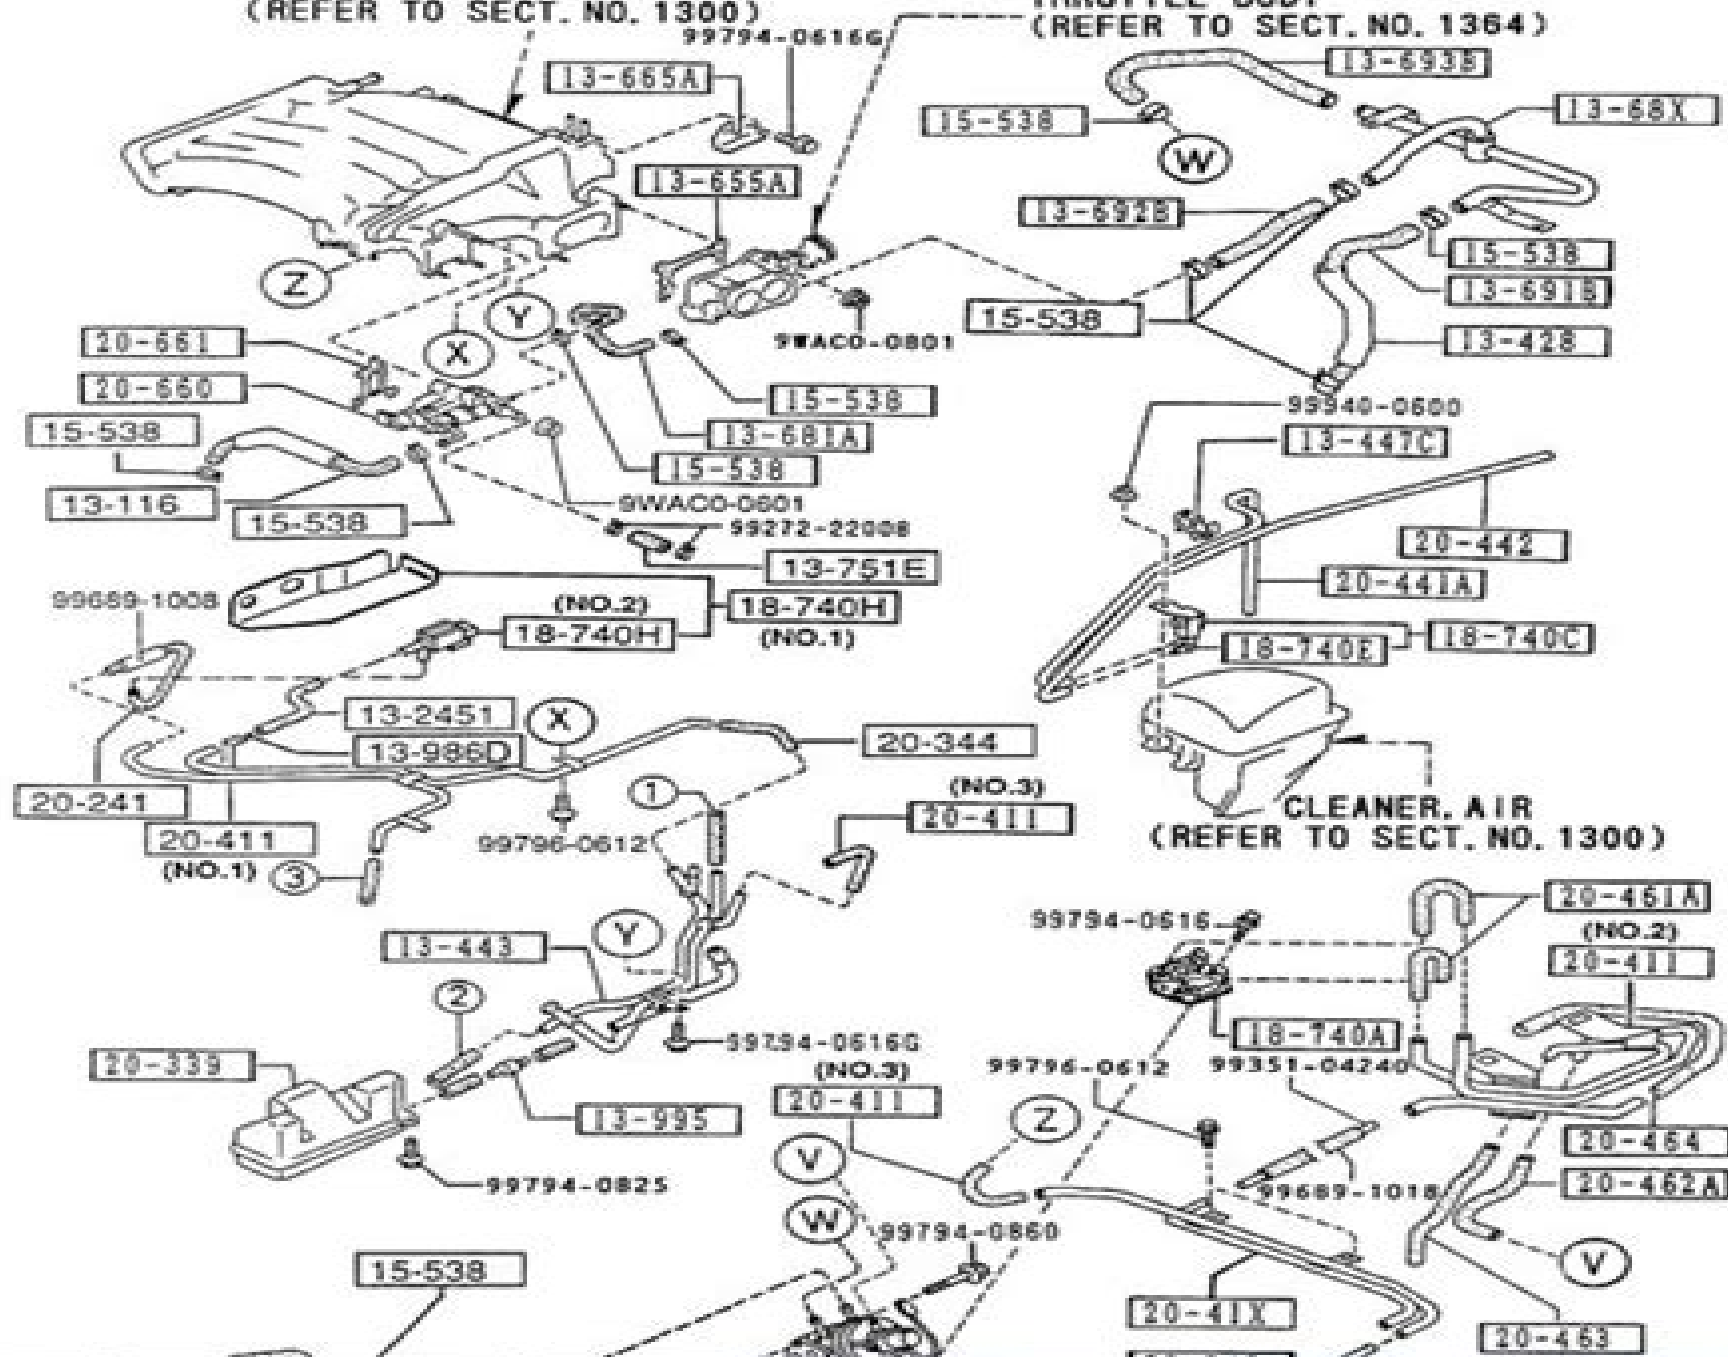 (REFER TO SECT. NO. 1300)
(REFER TO SECT. NO. 1364)
99794-0616G
13-665A
13-693B
15-538
13-68X
W
13-655A
13-692B
15-538
Z
13-691B
Y
15-538
9WAC0-0801
13-428
20-661
X
20-660
15-538
99940-0600
15-538
13-681A
13-447C
15-538
13-116
9WAC0-0601
15-538
99272-22008
20-442
13-751E
20-441A
99689-1008
(NO.2)
18-740H
18-740H
(NO.1)
18-740C
18-740E
13-2451
X
13-986D
20-344
20-241
1
(NO.3)
20-411
CLEANER. AIR
(REFER TO SECT. NO. 1300)
20-411
(NO.1)
99796-0612
3
20-461A
99794-0616
(NO.2)
20-411
13-443
Y
2
18-740A
99794-0616G
20-339
99796-0612
99351-04240
(NO.3)
20-411
13-995
Z
20-464
V
99794-0825
99689-1018
20-462A
W
99794-0860
V
15-538
20-41X
20-463